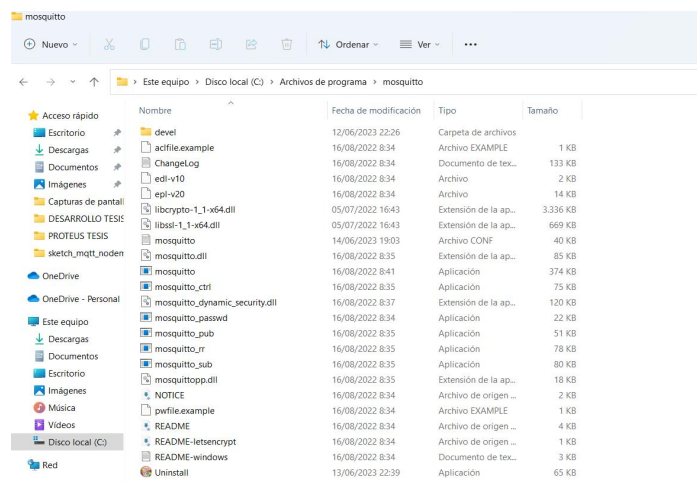 mosquitto
Nuevo
Ordenar
Ver
Este equipo > Disco local (C:) > Archivos de programa > mosquitto
Acceso rápido
Escritorio
Descargas
Documentos
Imágenes
Capturas de pantall
DESARROLLO TESIS
PROTEUS TESIS
sketch_mqtt_nodem
OneDrive
OneDrive - Personal
Este equipo
Descargas
Documentos
Escritorio
Imágenes
Música
Vídeos
Disco local (C:)
Red
Nombre Fecha de modificación Tipo Tamaño
devel 12/06/2023 22:26 Carpeta de archivos
aclfile.example 16/08/2022 8:34 Archivo EXAMPLE 1 KB
ChangeLog 16/08/2022 8:34 Documento de tex... 133 KB
edl-v10 16/08/2022 8:34 Archivo 2 KB
epl-v20 16/08/2022 8:34 Archivo 14 KB
libcrypto-1_1-x64.dll 05/07/2022 16:43 Extensión de la ap... 3.336 KB
libssl-1_1-x64.dll 05/07/2022 16:43 Extensión de la ap... 669 KB
mosquitto 14/06/2023 19:03 Archivo CONF 40 KB
mosquitto.dll 16/08/2022 8:35 Extensión de la ap... 85 KB
mosquitto 16/08/2022 8:41 Aplicación 374 KB
mosquitto_ctrl 16/08/2022 8:35 Aplicación 75 KB
mosquitto_dynamic_security.dll 16/08/2022 8:37 Extensión de la ap... 120 KB
mosquitto_passwd 16/08/2022 8:34 Aplicación 22 KB
mosquitto_pub 16/08/2022 8:35 Aplicación 51 KB
mosquitto_rr 16/08/2022 8:35 Aplicación 78 KB
mosquitto_sub 16/08/2022 8:35 Aplicación 80 KB
mosquittopp.dll 16/08/2022 8:35 Extensión de la ap... 18 KB
NOTICE 16/08/2022 8:34 Archivo de origen ... 2 KB
pwfile.example 16/08/2022 8:34 Archivo EXAMPLE 1 KB
README 16/08/2022 8:34 Archivo de origen ... 4 KB
README-letsencrypt 16/08/2022 8:34 Archivo de origen ... 1 KB
README-windows 16/08/2022 8:34 Documento de tex... 3 KB
Uninstall 13/06/2023 22:39 Aplicación 65 KB